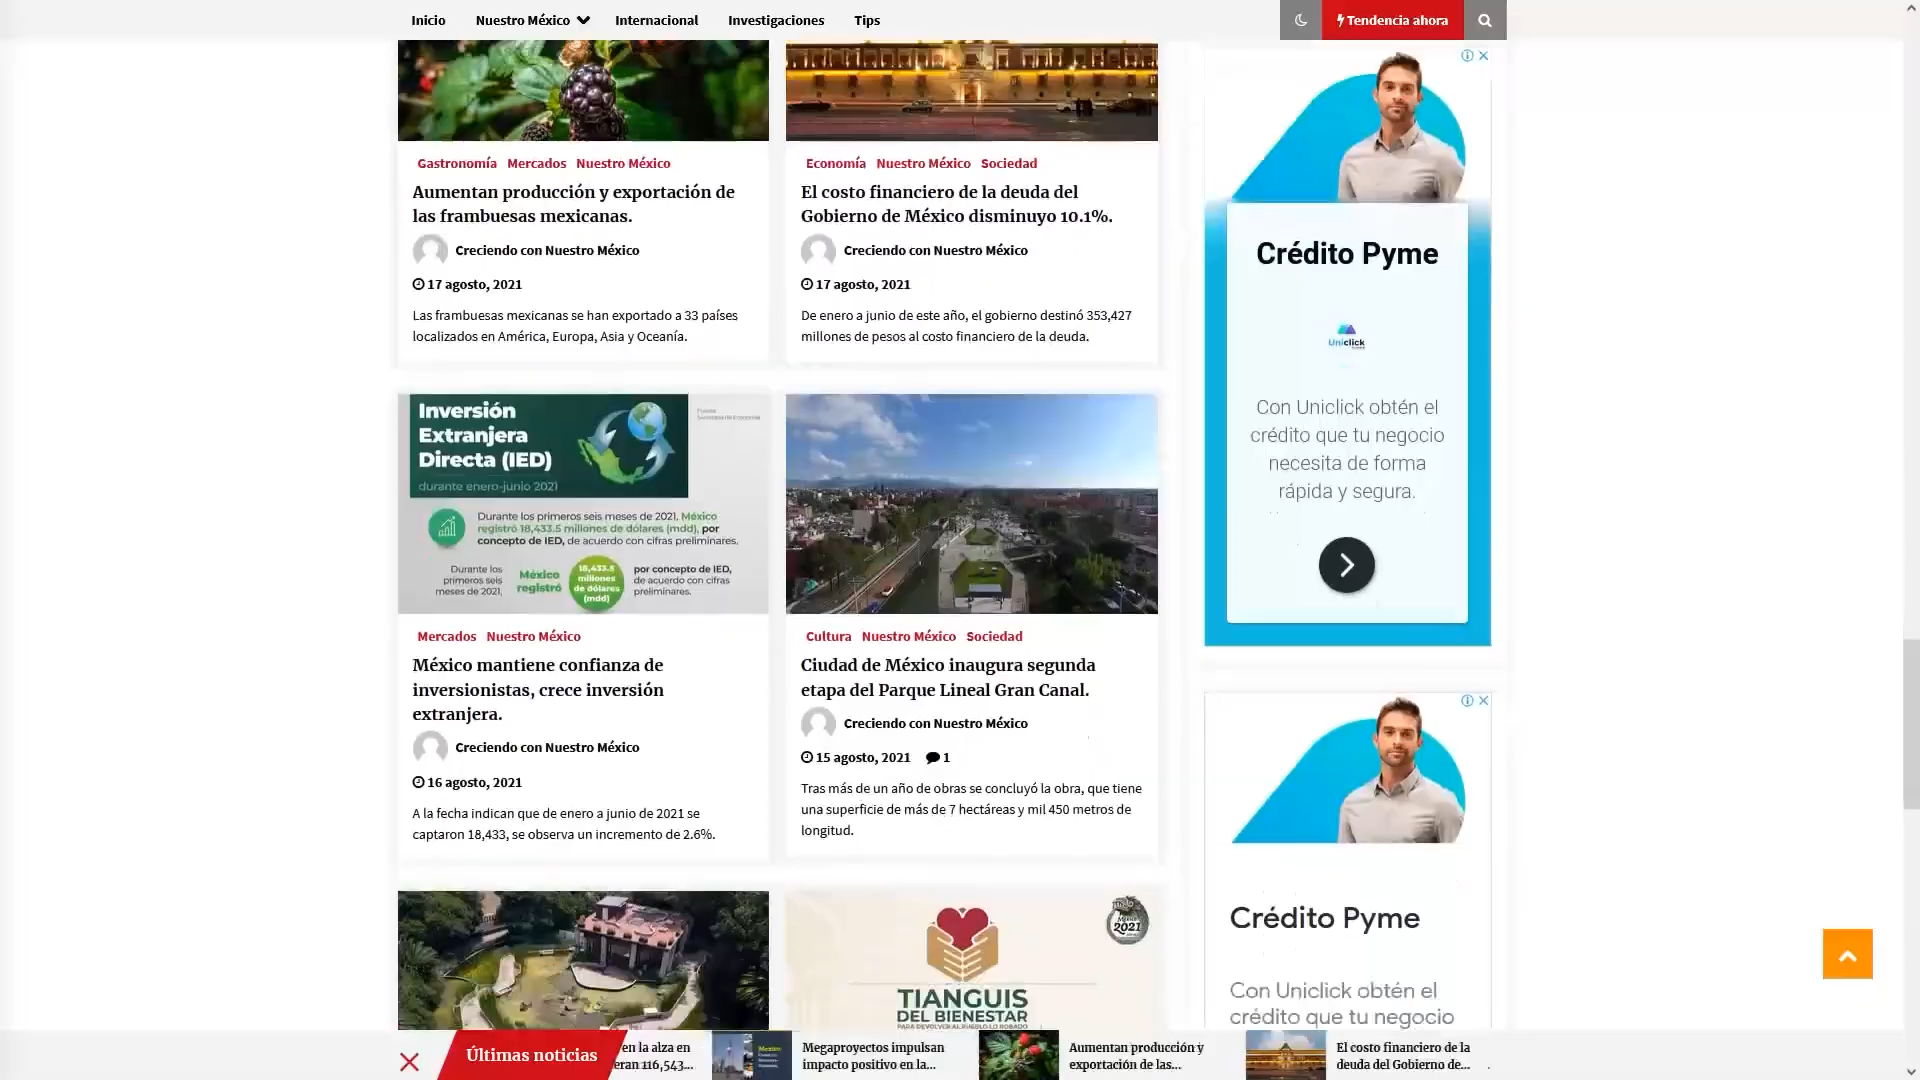 Inicio
Nuestro México
Internacional
Investigaciones
Tips
Tendencia ahora
Gastronomía Mercados Nuestro México
Aumentan producción y exportación de
las frambuesas mexicanas.
Creciendo con Nuestro México
17 agosto, 2021
Las frambuesas mexicanas se han exportado a 33 países
localizados en América, Europa, Asia y Oceanía.
Economía Nuestro México Sociedad
El costo financiero de la deuda del
Gobierno de México disminuyo 10.1%.
Creciendo con Nuestro México
17 agosto, 2021
De enero a junio de este año, el gobierno destinó 353,427
millones de pesos al costo financiero de la deuda.
Inversión
Extranjera
Directa (IED)
durante enero-junio 2021
Durante los primeros seis meses de 2021, México
registró 18,433.5 millones de dólares (mdd), por
concepto de IED, de acuerdo con cifras preliminares.
Durante los
primeros seis
meses de 2021,
México
registró
18,433.5
millones
de dólares
(mdd)
por concepto de IED,
de acuerdo con cifras
preliminares.
Mercados Nuestro México
México mantiene confianza de
inversionistas, crece inversión
extranjera.
Creciendo con Nuestro México
16 agosto, 2021
A la fecha indican que de enero a junio de 2021 se
captaron 18,433, se observa un incremento de 2.6%.
Cultura Nuestro México Sociedad
Ciudad de México inaugura segunda
etapa del Parque Lineal Gran Canal.
Creciendo con Nuestro México
15 agosto, 2021 1
Tras más de un año de obras se concluyó la obra, que tiene
una superficie de más de 7 hectáreas y mil 450 metros de
longitud.
2021
TIANGUIS
DEL BIENESTAR
PARA DEVOLVER AL PUEBLO LO ROBADO
Crédito Pyme
Uniclick
Con Uniclick obtén el
crédito que tu negocio
necesita de forma
rápida y segura.
Crédito Pyme
Con Uniclick obtén el
crédito que tu negocio
Últimas noticias
en la alza en
eran 116,543...
Megaproyectos impulsan
impacto positivo en la...
Aumentan producción y
exportación de las...
El costo financiero de la
deuda del Gobierno de...